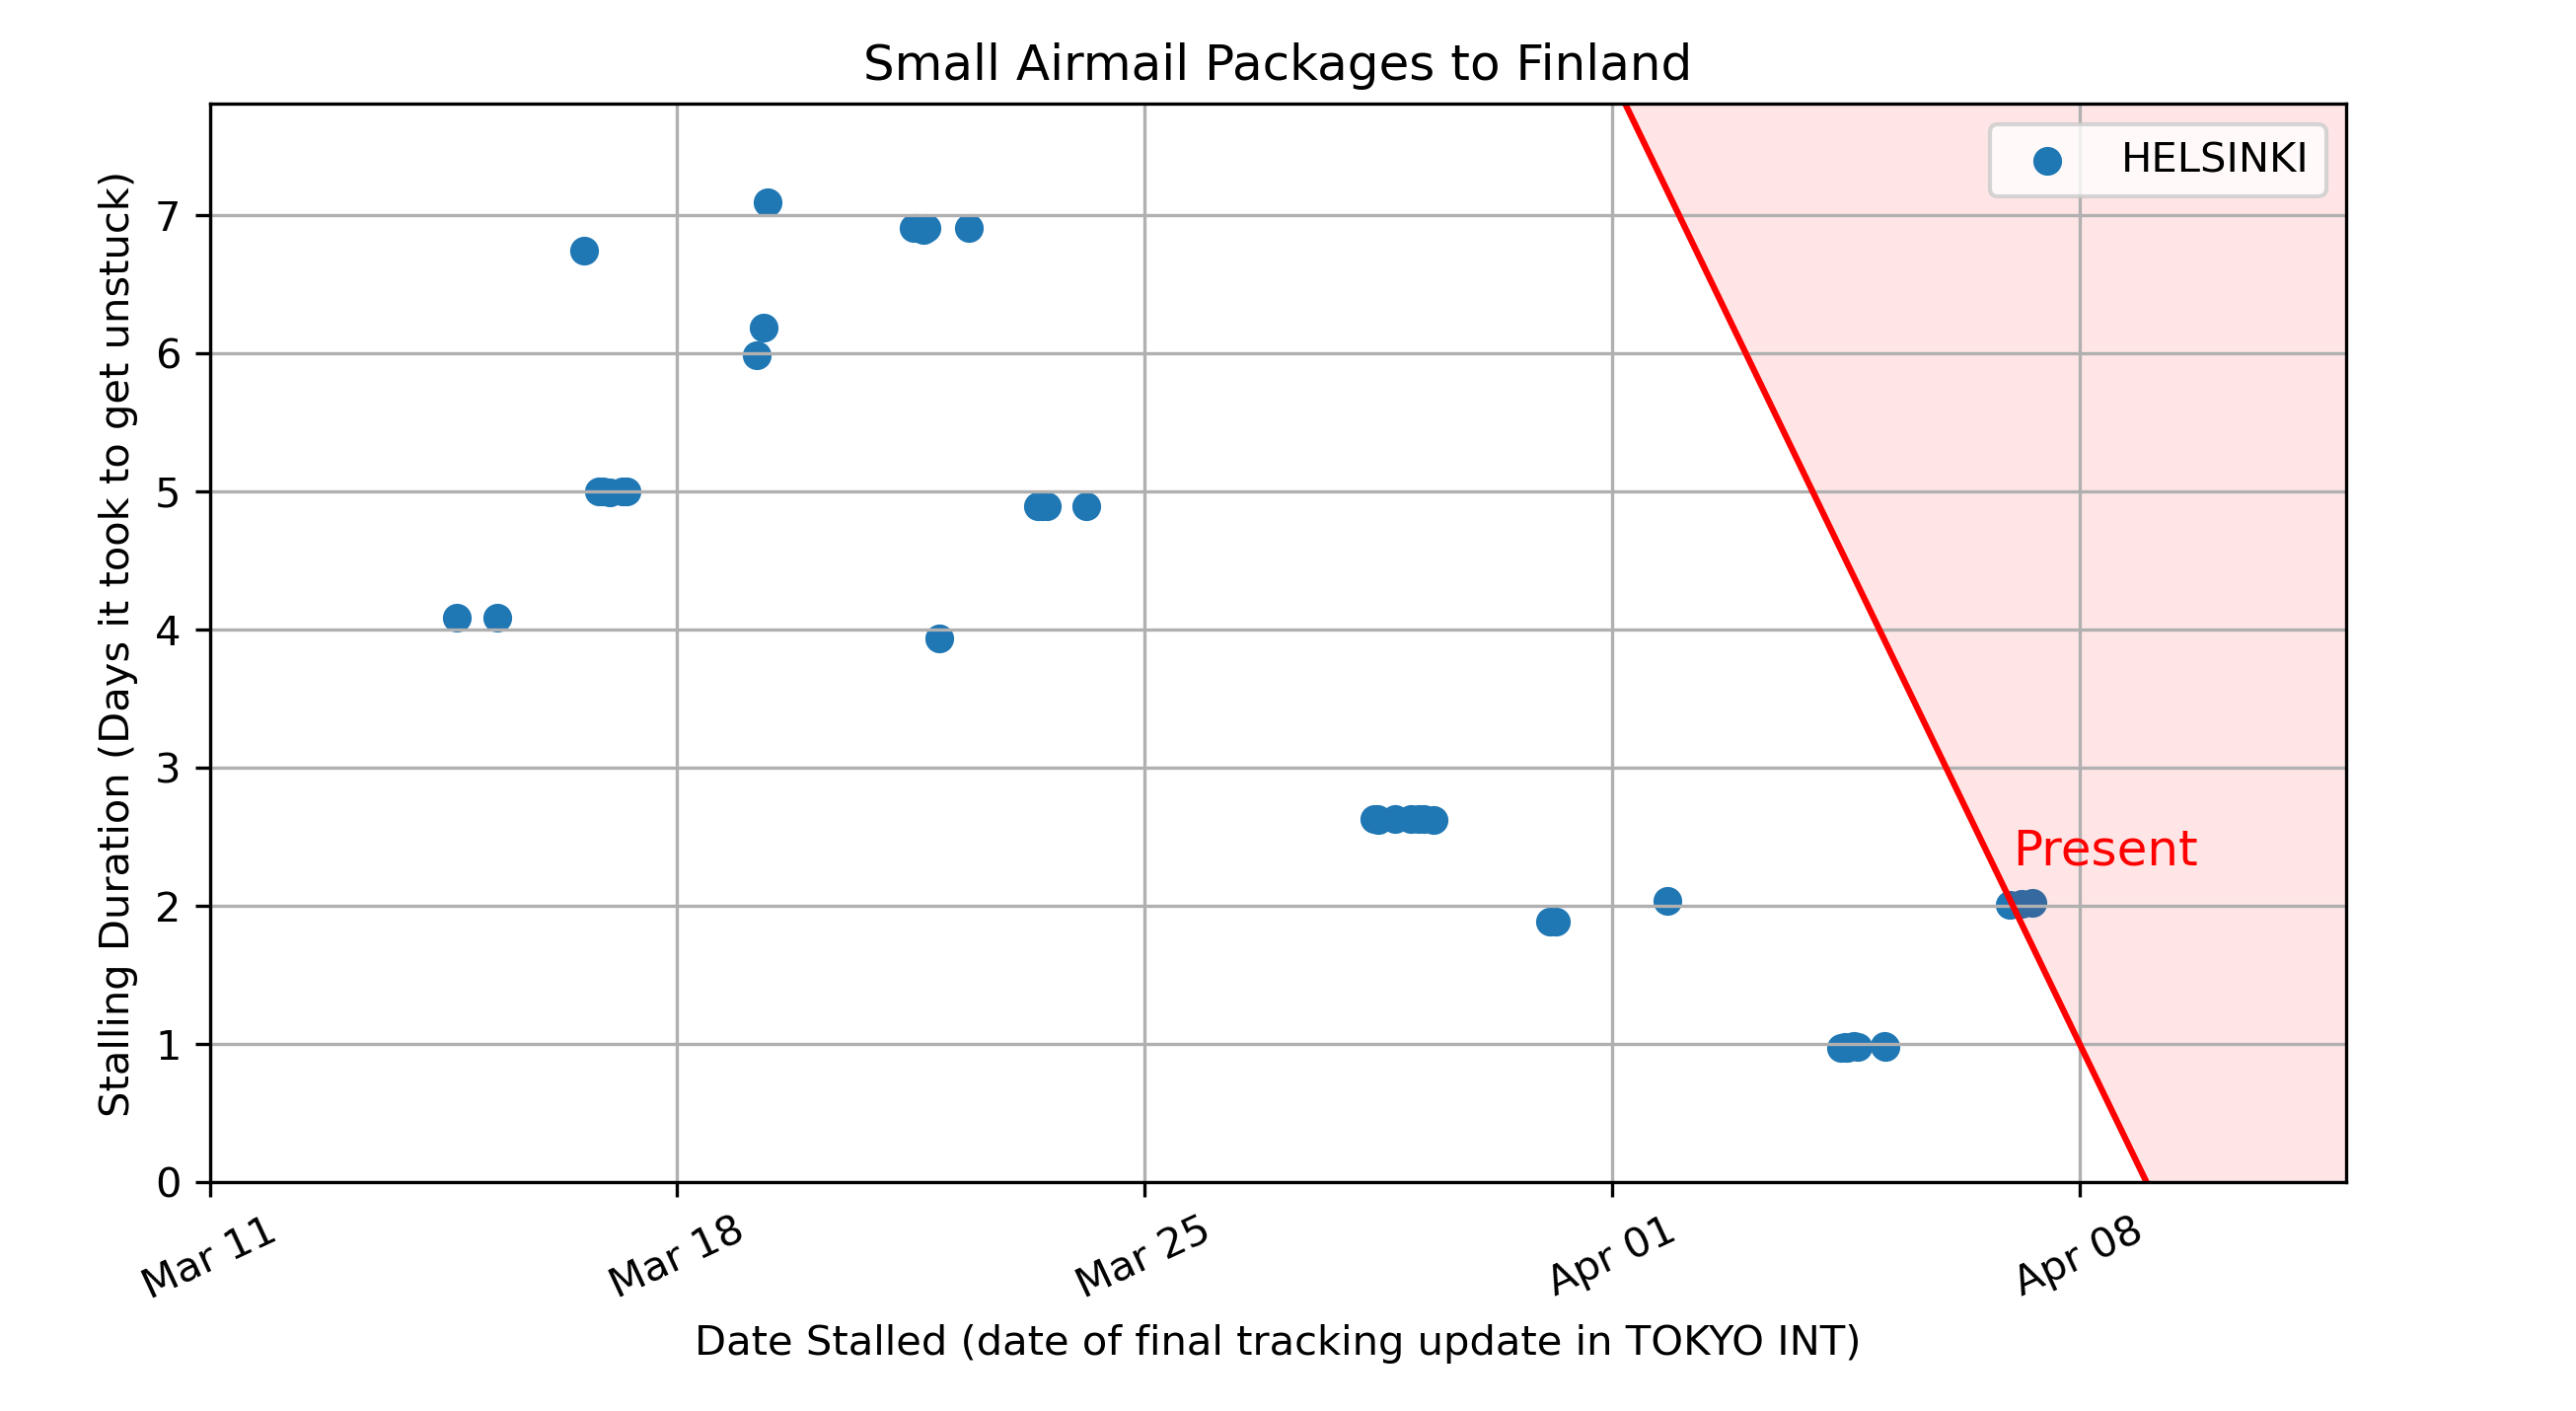 Small Airmail Packages to Finland
HELSINKI
Stalling Duration (Days it took to get unstuck)
7
6
5
4
3
2
1
0
Present
Mar 11
Mar 18
Mar 25
Apr 01
Apr 08
Date Stalled (date of final tracking update in TOKYO INT)